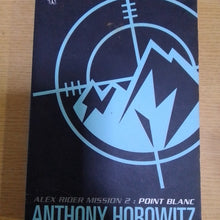 ALEX RIDER MISSION 2 : POINT BLANC
ANTHONY HOROWITZ